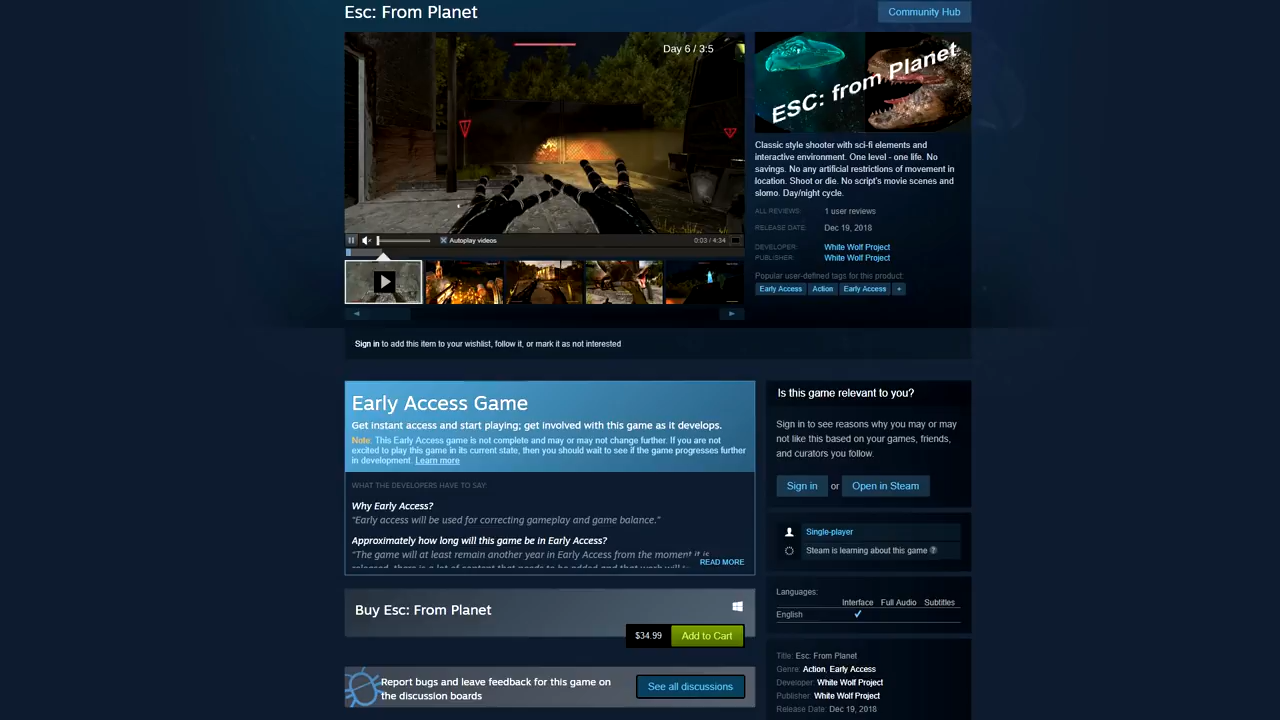 Esc: From Planet
Community Hub
Day 6 / 3:5
ESC: from Planet
Autoplay videos
0:03 / 4:34
Classic style shooter with sci-fi elements and
interactive environment. One level - one life. No
savings. No any artificial restrictions of movement in
location. Shoot or die. No script's movie scenes and
slomo. Day/night cycle.
ALL REVIEWS: 1 user reviews
RELEASE DATE: Dec 19, 2018
DEVELOPER: White Wolf Project
PUBLISHER: White Wolf Project
Popular user-defined tags for this product:
Early Access Action Early Access +
Sign in to add this item to your wishlist, follow it, or mark it as not interested
Early Access Game
Get instant access and start playing; get involved with this game as it develops.
Note: This Early Access game is not complete and may or may not change further. If you are not
excited to play this game in its current state, then you should wait to see if the game progresses further
in development. Learn more
WHAT THE DEVELOPERS HAVE TO SAY:
Why Early Access?
“Early access will be used for correcting gameplay and game balance.”
Approximately how long will this game be in Early Access?
“The game will at least remain another year in Early Access from the moment it is
released, there is a lot of content that needs to be added and that work will
READ MORE
Buy Esc: From Planet
$34.99 Add to Cart
Report bugs and leave feedback for this game on
the discussion boards
See all discussions
Is this game relevant to you?
Sign in to see reasons why you may or may
not like this based on your games, friends,
and curators you follow.
Sign in or Open in Steam
Single-player
Steam is learning about this game ?
Languages:
Interface Full Audio Subtitles
English ✔
Title: Esc: From Planet
Genre: Action, Early Access
Developer: White Wolf Project
Publisher: White Wolf Project
Release Date: Dec 19, 2018